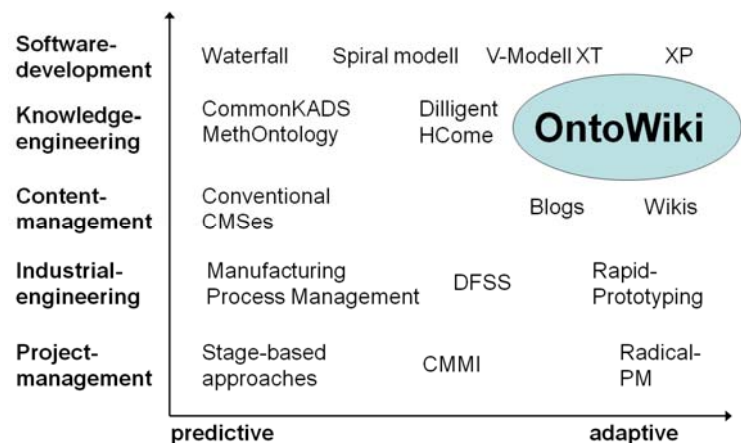 Software-
development
Waterfall
Spiral modell
V-Modell XT
XP
Knowledge-
engineering
CommonKADS
MethOntology
Dilligent
HCome
OntoWiki
Content-
management
Conventional
CMSes
Blogs
Wikis
Industrial-
engineering
Manufacturing
Process Management
DFSS
Rapid-
Prototyping
Project-
management
Stage-based
approaches
CMMI
Radical-
PM
predictive
adaptive